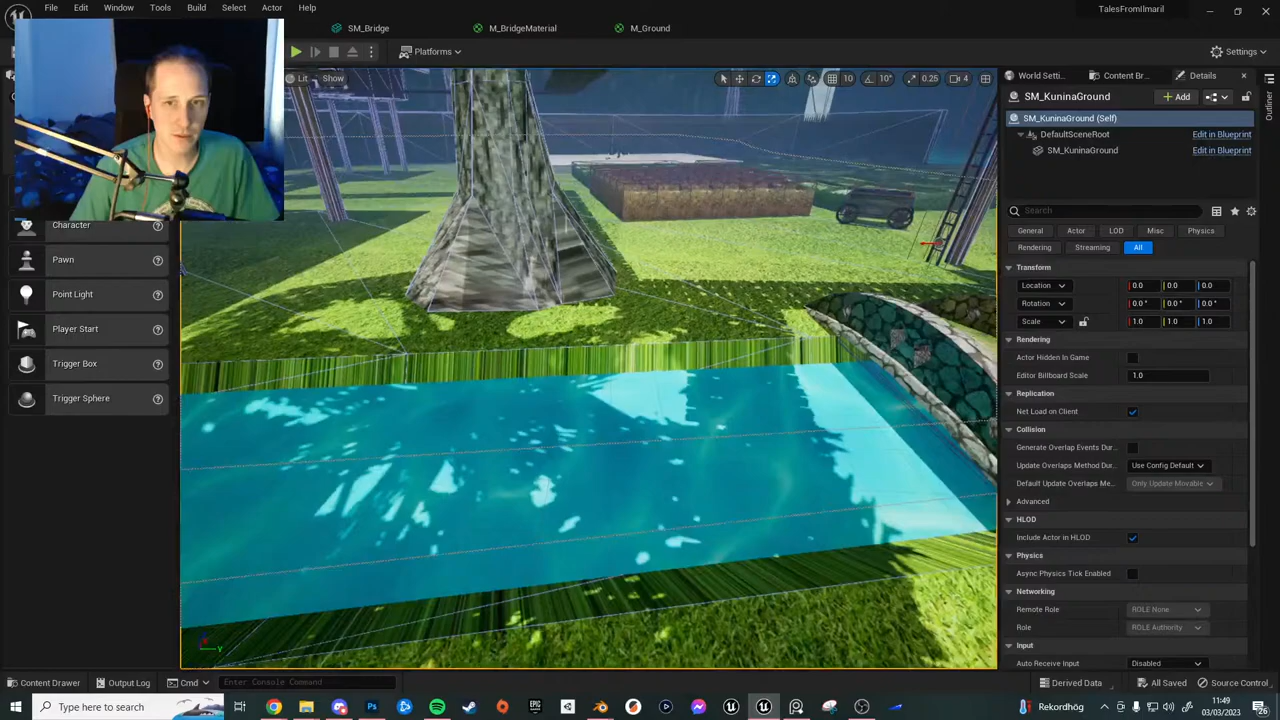 File Edit Window Tools Build Select Actor Help TalesFromIlmaril
SM_Bridge M_BridgeMaterial M_Ground
Platforms Settings
Lit Show 10 10° 0.25 4 World Setti... Content Br... Details
SM_KuninaGround Add
SM_KuninaGround (Self)
DefaultSceneRoot Edit in Blueprint
SM_KuninaGround Edit in Blueprint
Search
General Actor LOD Misc Physics
Rendering Streaming All
Character
Pawn
Point Light
Player Start
Trigger Box
Trigger Sphere
Transform
Location 0.0 0.0 0.0
Rotation 0.0° 0.0° 0.0°
Scale 1.0 1.0 1.0
Rendering
Actor Hidden In Game
Editor Billboard Scale 1.0
Replication
Net Load on Client
Collision
Generate Overlap Events Dur...
Update Overlaps Method Dur... Use Config Default
Default Update Overlaps Me... Only Update Movable
Advanced
HLOD
Include Actor in HLOD
Physics
Async Physics Tick Enabled
Networking
Remote Role ROLE None
Role ROLE Authority
Input
Auto Receive Input Disabled
Outliner
Y
Content Drawer Output Log Cmd Enter Console Command Derived Data All Saved Source Control
Type here to search Rekordhög... 11:49
03/03/2023